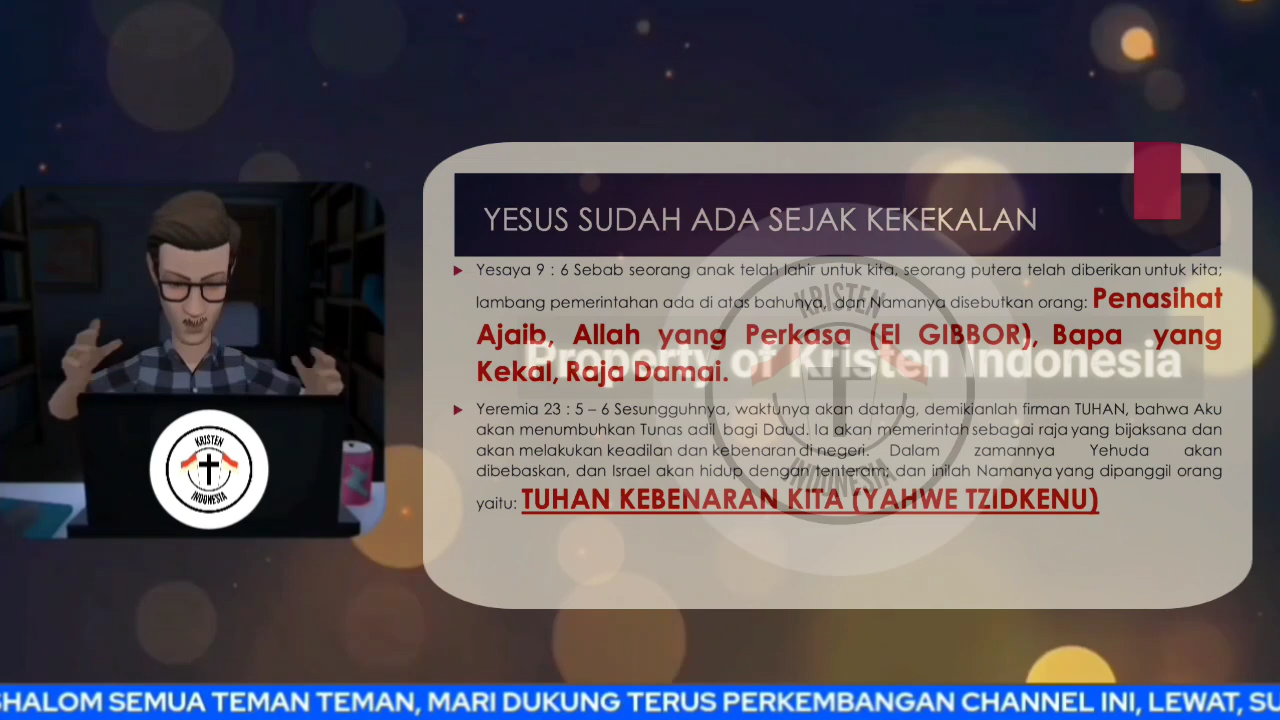 YESUS SUDAH ADA SEJAK KEKEKALAN
Yesaya 9 : 6 Sebab seorang anak telah lahir untuk kita, seorang putera telah diberikan untuk kita;
lambang pemerintahan ada di atas bahunya, dan Namanya disebutkan orang: Penasihat
Ajaib, Allah yang Perkasa (El GIBBOR), Bapa yang
Kekal, Raja Damai.
Property of Kristen Indonesia
Yeremia 23 : 5 – 6 Sesungguhnya, waktunya akan datang, demikianlah firman TUHAN, bahwa Aku
akan menumbuhkan Tunas adil bagi Daud. Ia akan memerintah sebagai raja yang bijaksana dan
akan melakukan keadilan dan kebenaran di negeri. Dalam zamannya Yehuda akan
dibebaskan, dan Israel akan hidup dengan tenteram; dan inilah Namanya yang dipanggil orang
yaitu: TUHAN KEBENARAN KITA (YAHWE TZIDKENU)
KRISTEN
INDONESIA
KRISTEN
INDONESIA
SHALOM SEMUA TEMAN TEMAN, MARI DUKUNG TERUS PERKEMBANGAN CHANNEL INI, LEWAT, SU